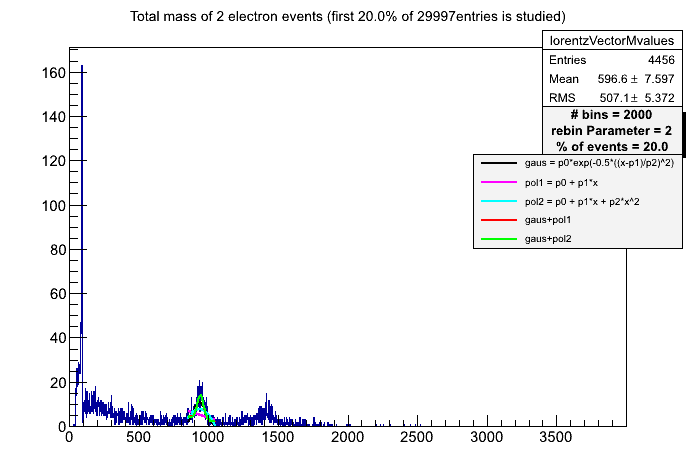 Total mass of 2 electron events (first 20.0% of 29997entries is studied)
lorentzVectorMvalues
Entries 4456
Mean 596.6 ± 7.597
RMS 507.1 ± 5.372
# bins = 2000
rebin Parameter = 2
% of events = 20.0
gaus = p0*exp(-0.5*((x-p1)/p2)^2)
pol1 = p0 + p1*x
pol2 = p0 + p1*x + p2*x^2
gaus+pol1
gaus+pol2
160
140
120
100
80
60
40
20
0
0 500 1000 1500 2000 2500 3000 3500